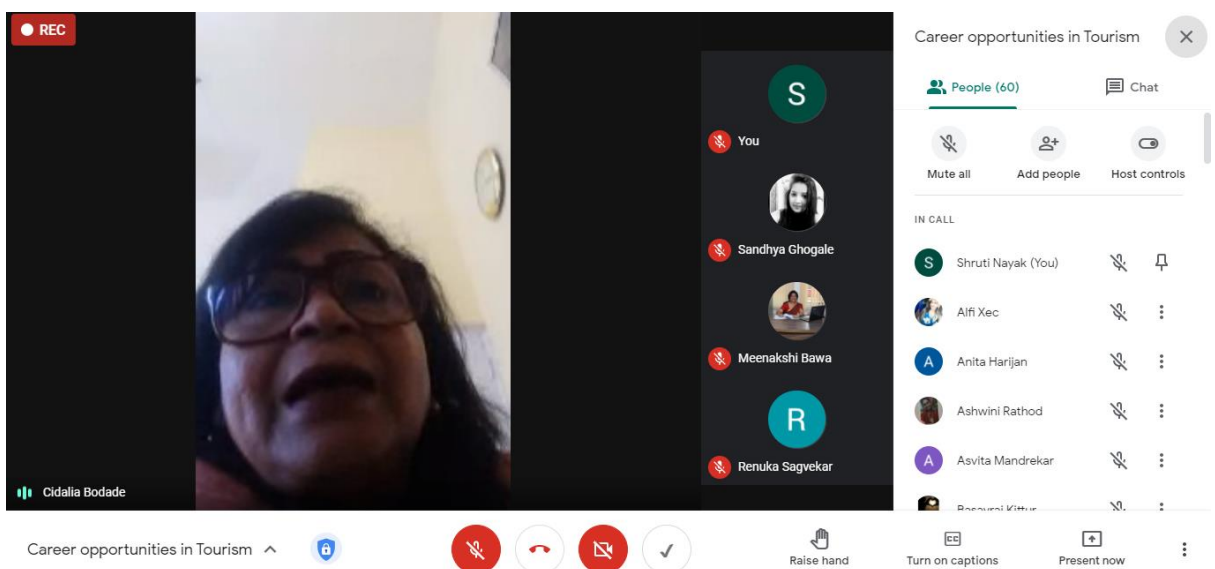 REC
Cidalia Bodade
S
You
Sandhya Ghogale
Meenakshi Bawa
R
Renuka Sagvekar
Career opportunities in Tourism
People (60)
Chat
Mute all
Add people
Host controls
IN CALL
S
Shruti Nayak (You)
Alfi Xec
A
Anita Harijan
Ashwini Rathod
A
Asvita Mandrekar
Basavraj Kittur
Career opportunities in Tourism
Raise hand
CC
Turn on captions
Present now